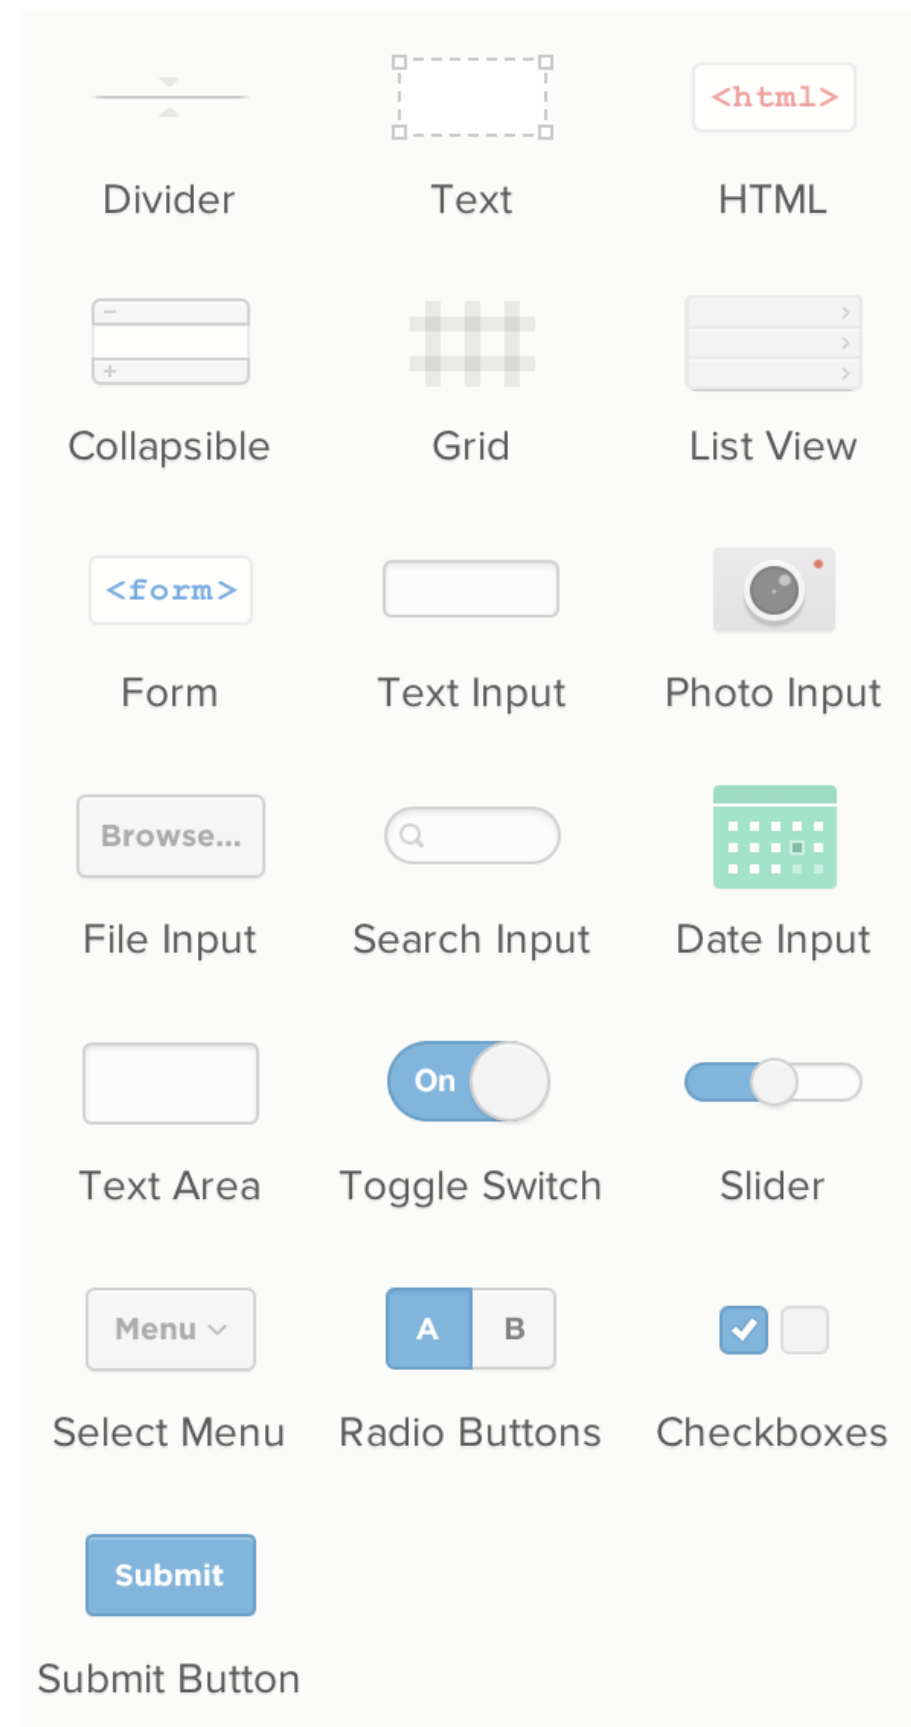 <html>
Divider Text HTML
Collapsible Grid List View
<form>
Form Text Input Photo Input
Browse...
File Input Search Input Date Input
On
Text Area Toggle Switch Slider
Menu A B
Select Menu Radio Buttons Checkboxes
Submit
Submit Button